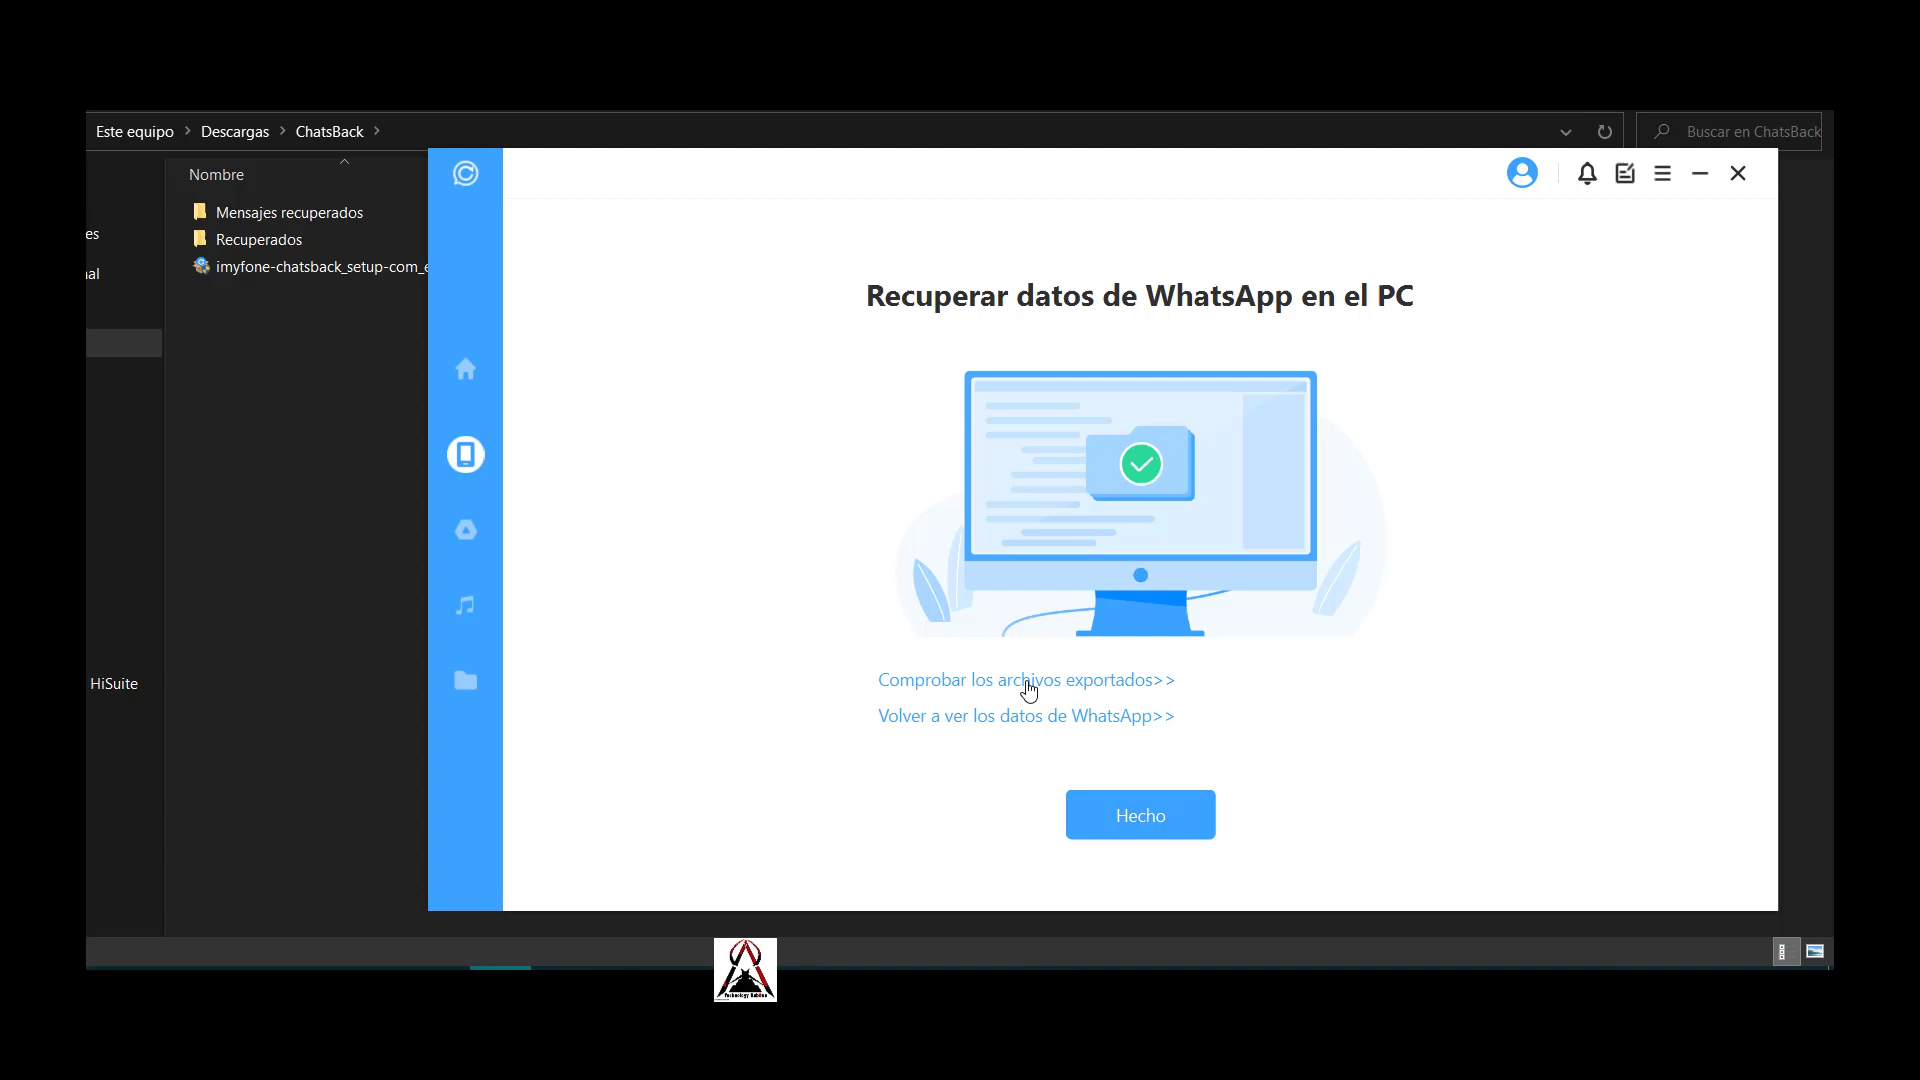 Este equipo > Descargas > ChatsBack >
Buscar en ChatsBack
Nombre
Mensajes recuperados
Recuperados
imyfone-chatsback_setup-com_e
es
al
HiSuite
Recuperar datos de WhatsApp en el PC
Comprobar los archivos exportados>>
Volver a ver los datos de WhatsApp>>
Hecho